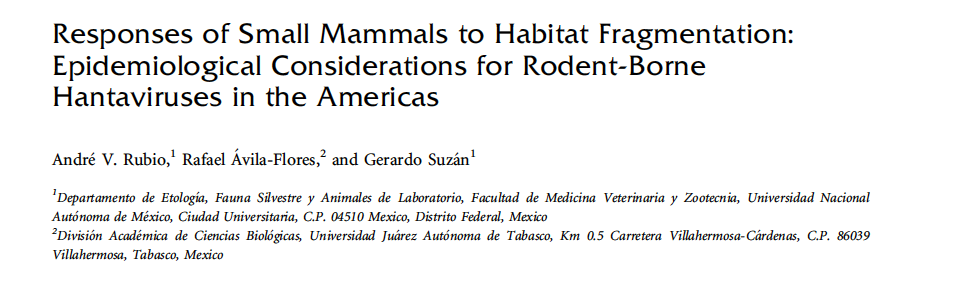 Responses of Small Mammals to Habitat Fragmentation:
Epidemiological Considerations for Rodent-Borne
Hantaviruses in the Americas
André V. Rubio,1 Rafael Ávila-Flores,2 and Gerardo Suzán1
1Departamento de Etología, Fauna Silvestre y Animales de Laboratorio, Facultad de Medicina Veterinaria y Zootecnia, Universidad Nacional
Autónoma de México, Ciudad Universitaria, C.P. 04510 Mexico, Distrito Federal, Mexico
2División Académica de Ciencias Biológicas, Universidad Juárez Autónoma de Tabasco, Km 0.5 Carretera Villahermosa-Cárdenas, C.P. 86039
Villahermosa, Tabasco, Mexico